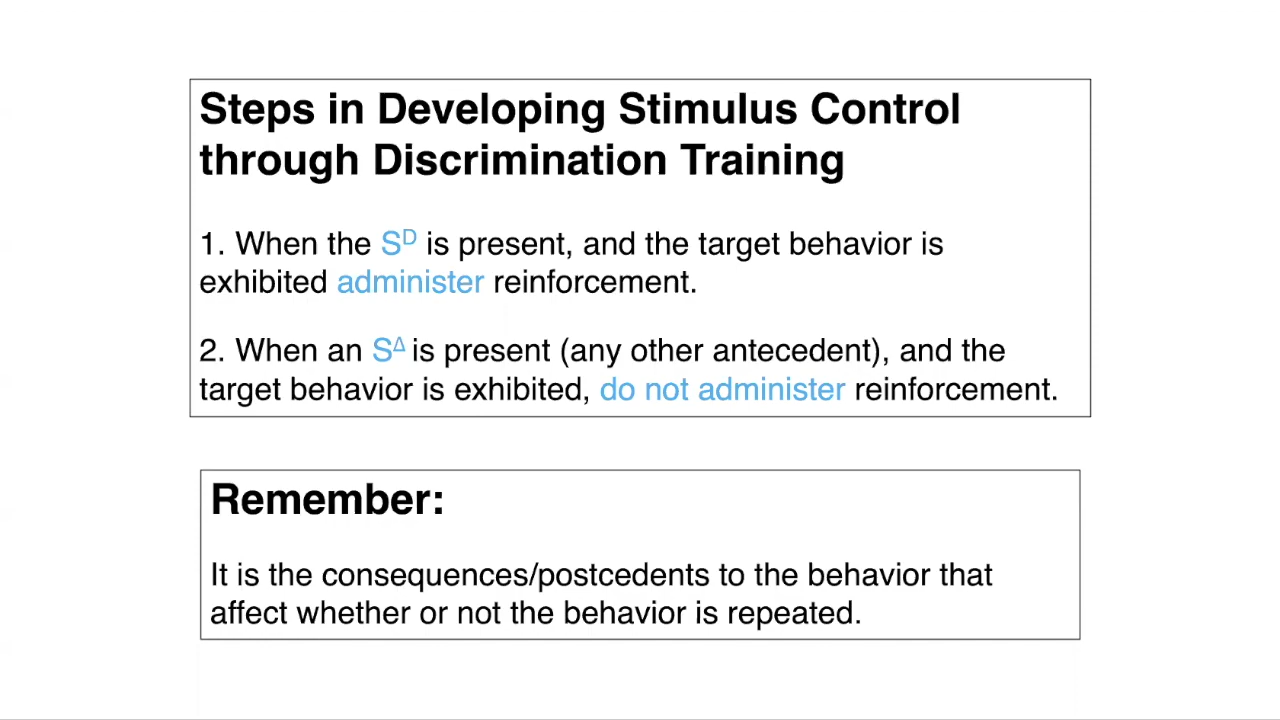 Steps in Developing Stimulus Control
through Discrimination Training
1. When the Sᴰ is present, and the target behavior is
exhibited administer reinforcement.
2. When an S^Δ is present (any other antecedent), and the
target behavior is exhibited, do not administer reinforcement.
Remember:
It is the consequences/postcedents to the behavior that
affect whether or not the behavior is repeated.